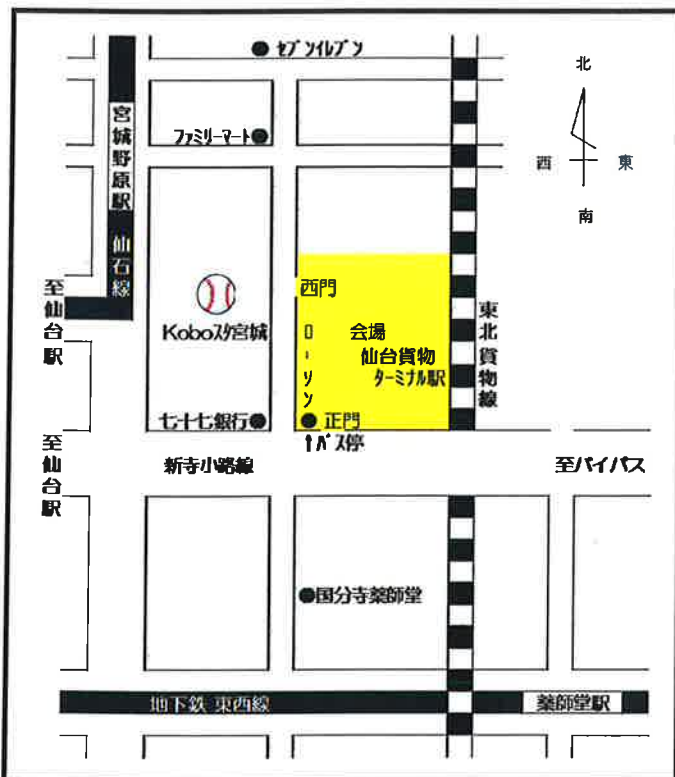 セブンイレブン
北
宮城野原駅
ファミリーマート
西
東
南
仙石線
至仙台駅
西門
Koboスタ宮城
ローソン
会場
仙台貨物
ターミナル駅
東北貨物線
七十七銀行
正門
↑バス停
至仙台駅
新寺小路線
至バイパス
国分寺薬師堂
地下鉄 東西線
薬師堂駅